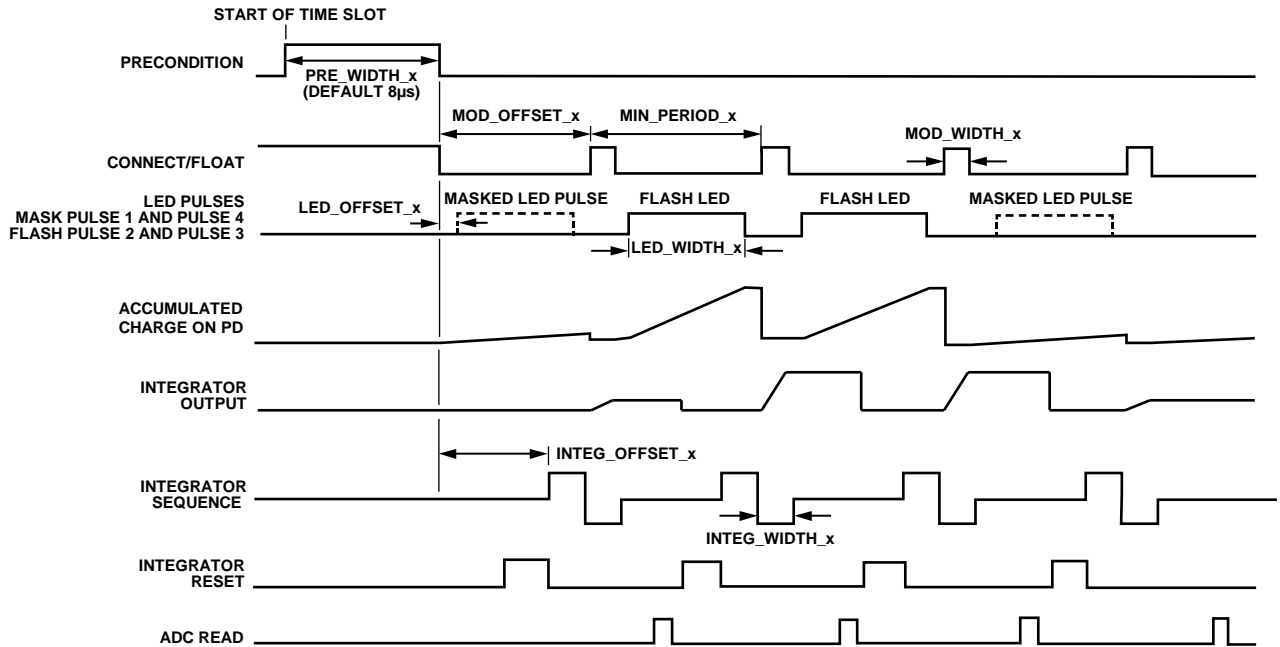 START OF TIME SLOT
PRECONDITION
PRE_WIDTH_x
(DEFAULT 8µs)
MOD_OFFSET_x
MIN_PERIOD_x
MOD_WIDTH_x
CONNECT/FLOAT
LED PULSES
MASK PULSE 1 AND PULSE 4
FLASH PULSE 2 AND PULSE 3
LED_OFFSET_x
MASKED LED PULSE
FLASH LED
FLASH LED
MASKED LED PULSE
LED_WIDTH_x
ACCUMULATED
CHARGE ON PD
INTEGRATOR
OUTPUT
INTEG_OFFSET_x
INTEGRATOR
SEQUENCE
INTEG_WIDTH_x
INTEGRATOR
RESET
ADC READ